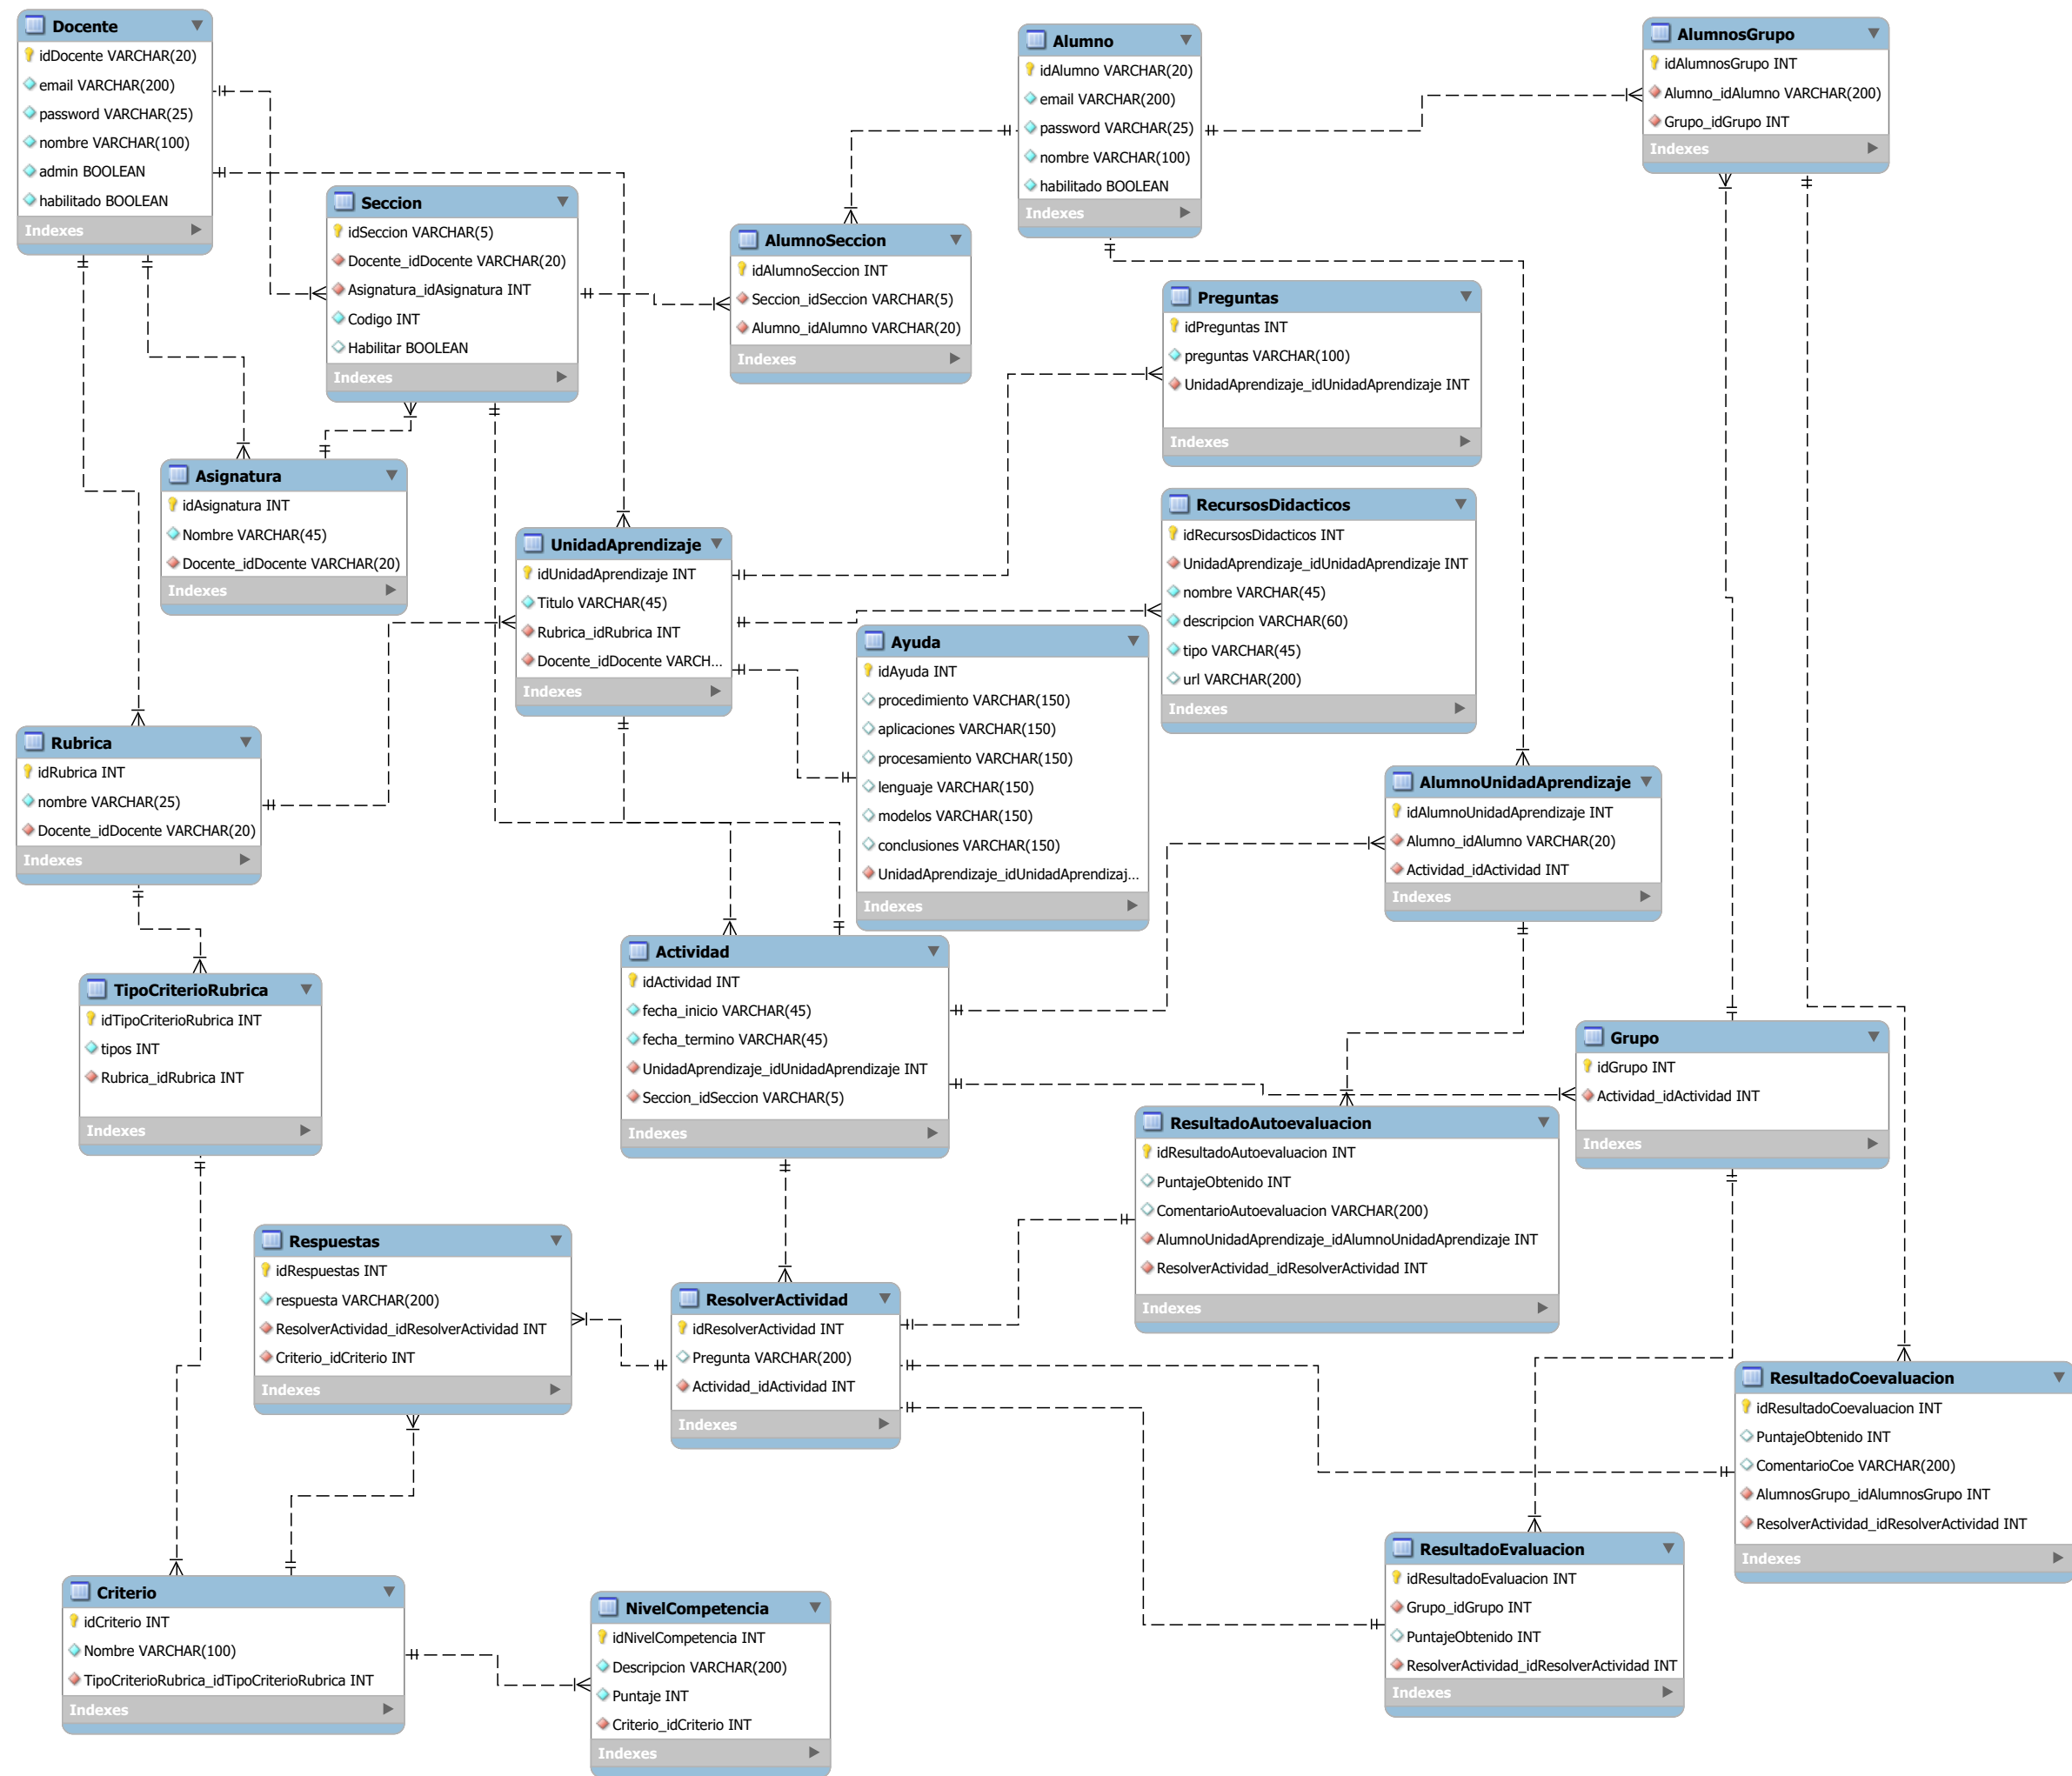 Docente
idDocente VARCHAR(20)
email VARCHAR(200)
password VARCHAR(25)
nombre VARCHAR(100)
admin BOOLEAN
habilitado BOOLEAN
Indexes
Alumno
idAlumno VARCHAR(20)
email VARCHAR(200)
password VARCHAR(25)
nombre VARCHAR(100)
habilitado BOOLEAN
Indexes
AlumnosGrupo
idAlumnosGrupo INT
Alumno_idAlumno VARCHAR(200)
Grupo_idGrupo INT
Indexes
Seccion
idSeccion VARCHAR(5)
Docente_idDocente VARCHAR(20)
Asignatura_idAsignatura INT
Codigo INT
Habilitar BOOLEAN
Indexes
AlumnoSeccion
idAlumnoSeccion INT
Seccion_idSeccion VARCHAR(5)
Alumno_idAlumno VARCHAR(20)
Indexes
Preguntas
idPreguntas INT
preguntas VARCHAR(100)
UnidadAprendizaje_idUnidadAprendizaje INT
Indexes
Asignatura
idAsignatura INT
Nombre VARCHAR(45)
Docente_idDocente VARCHAR(20)
Indexes
UnidadAprendizaje
idUnidadAprendizaje INT
Titulo VARCHAR(45)
Rubrica_idRubrica INT
Docente_idDocente VARCH...
Indexes
RecursosDidacticos
idRecursosDidacticos INT
UnidadAprendizaje_idUnidadAprendizaje INT
nombre VARCHAR(45)
descripcion VARCHAR(60)
tipo VARCHAR(45)
url VARCHAR(200)
Indexes
Ayuda
idAyuda INT
procedimiento VARCHAR(150)
aplicaciones VARCHAR(150)
procesamiento VARCHAR(150)
lenguaje VARCHAR(150)
modelos VARCHAR(150)
conclusiones VARCHAR(150)
UnidadAprendizaje_idUnidadAprendizaj...
Indexes
Rubrica
idRubrica INT
nombre VARCHAR(25)
Docente_idDocente VARCHAR(20)
Indexes
AlumnoUnidadAprendizaje
idAlumnoUnidadAprendizaje INT
Alumno_idAlumno VARCHAR(20)
Actividad_idActividad INT
Indexes
TipoCriterioRubrica
idTipoCriterioRubrica INT
tipos INT
Rubrica_idRubrica INT
Indexes
Actividad
idActividad INT
fecha_inicio VARCHAR(45)
fecha_termino VARCHAR(45)
UnidadAprendizaje_idUnidadAprendizaje INT
Seccion_idSeccion VARCHAR(5)
Indexes
Grupo
idGrupo INT
Actividad_idActividad INT
Indexes
ResultadoAutoevaluacion
idResultadoAutoevaluacion INT
PuntajeObtenido INT
ComentarioAutoevaluacion VARCHAR(200)
AlumnoUnidadAprendizaje_idAlumnoUnidadAprendizaje INT
ResolverActividad_idResolverActividad INT
Indexes
Respuestas
idRespuestas INT
respuesta VARCHAR(200)
ResolverActividad_idResolverActividad INT
Criterio_idCriterio INT
Indexes
ResolverActividad
idResolverActividad INT
Pregunta VARCHAR(200)
Actividad_idActividad INT
Indexes
ResultadoCoevaluacion
idResultadoCoevaluacion INT
PuntajeObtenido INT
ComentarioCoe VARCHAR(200)
AlumnosGrupo_idAlumnosGrupo INT
ResolverActividad_idResolverActividad INT
Indexes
ResultadoEvaluacion
idResultadoEvaluacion INT
Grupo_idGrupo INT
PuntajeObtenido INT
ResolverActividad_idResolverActividad INT
Indexes
Criterio
idCriterio INT
Nombre VARCHAR(100)
TipoCriterioRubrica_idTipoCriterioRubrica INT
Indexes
NivelCompetencia
idNivelCompetencia INT
Descripcion VARCHAR(200)
Puntaje INT
Criterio_idCriterio INT
Indexes